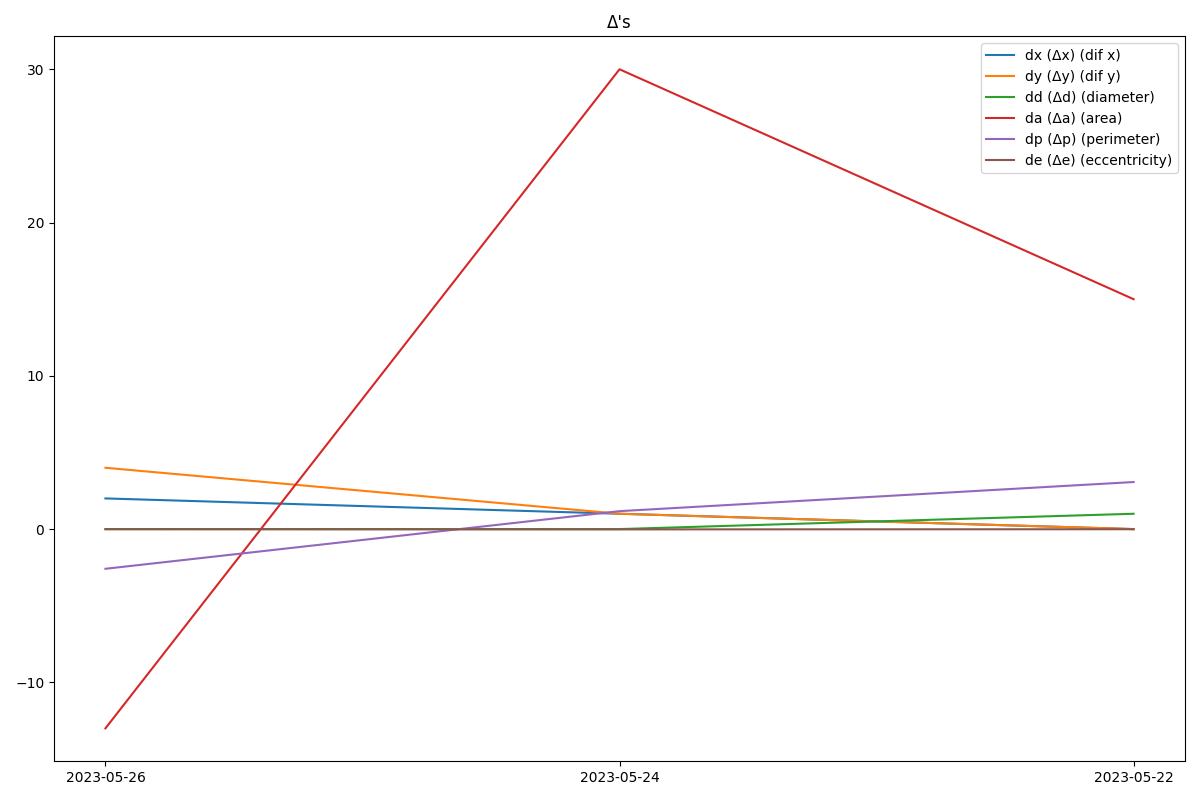 Δ's
30
20
10
0
−10
2023-05-26
2023-05-24
2023-05-22
dx (Δx) (dif x)
dy (Δy) (dif y)
dd (Δd) (diameter)
da (Δa) (area)
dp (Δp) (perimeter)
de (Δe) (eccentricity)